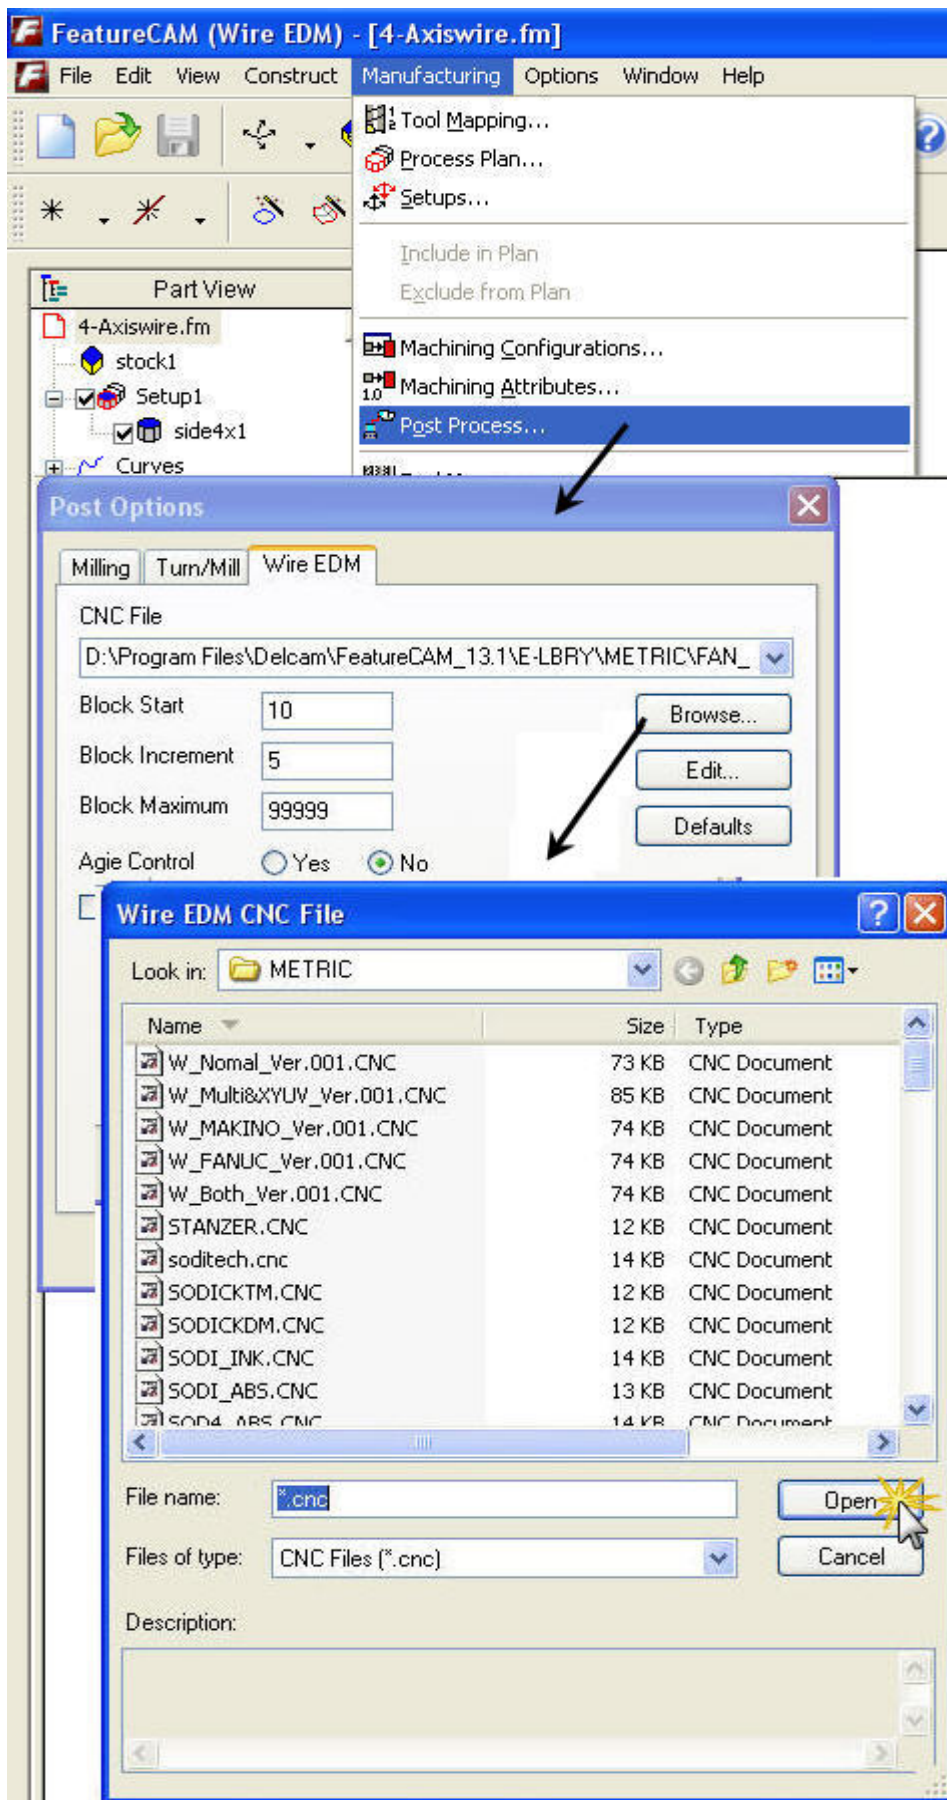 FeatureCAM (Wire EDM) - [4-Axiswire.fm]
File Edit View Construct Manufacturing Options Window Help
Tool Mapping...
Process Plan...
Setups...
Include in Plan
Exclude from Plan
Part View
4-Axiswire.fm
stock1
Setup1
side4x1
Curves
Machining Configurations...
1.0 Machining Attributes...
Post Process...
Post Options
Milling Turn/Mill Wire EDM
CNC File
D:\Program Files\Delcam\FeatureCAM_13.1\E-LBRY\METRIC\FAN_
Block Start 10 Browse...
Block Increment 5 Edit...
Block Maximum 99999 Defaults
Agie Control Yes No
Wire EDM CNC File
Look in: METRIC
Name Size Type
W_Nomal_Ver.001.CNC 73 KB CNC Document
W_Multi&XYUV_Ver.001.CNC 85 KB CNC Document
W_MAKINO_Ver.001.CNC 74 KB CNC Document
W_FANUC_Ver.001.CNC 74 KB CNC Document
W_Both_Ver.001.CNC 74 KB CNC Document
STANZER.CNC 12 KB CNC Document
soditech.cnc 14 KB CNC Document
SODICKTM.CNC 12 KB CNC Document
SODICKDM.CNC 12 KB CNC Document
SODI_INK.CNC 14 KB CNC Document
SODI_ABS.CNC 13 KB CNC Document
SOD4_ABS.CNC 14 KB CNC Document
File name: *.cnc Open
Files of type: CNC Files (*.cnc) Cancel
Description: